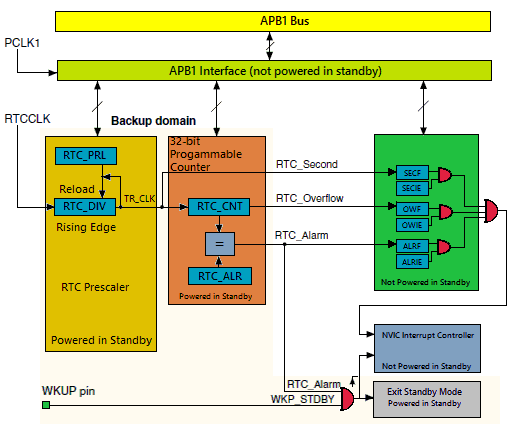 APB1 Bus
PCLK1
APB1 Interface (not powered in standby)
RTCCLK
Backup domain
RTC_PRL
Reload
RTC_DIV
TR_CLK
Rising Edge
RTC Prescaler
Powered in Standby
32-bit
Progammable
Counter
RTC_CNT
=
RTC_ALR
Powered in Standby
RTC_Second
RTC_Overflow
RTC_Alarm
SECF
SECIE
OWF
OWIE
ALRF
ALRIE
Not Powered in Standby
NVIC Interrupt Controller
Not Powered in Standby
RTC_Alarm
WKP_STDBY
WKUP pin
Exit Standby Mode
Powered in Standby